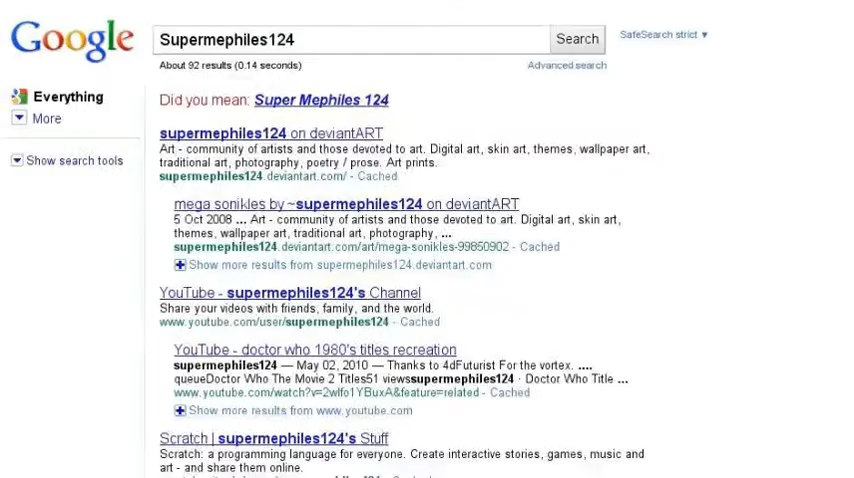 Google
Supermephiles124
Search
SafeSearch strict ▼
About 92 results (0.14 seconds)
Advanced search
Everything
More
Show search tools
Did you mean: Super Mephiles 124
supermephiles124 on deviantART
Art - community of artists and those devoted to art. Digital art, skin art, themes, wallpaper art,
traditional art, photography, poetry / prose. Art prints.
supermephiles124.deviantart.com/ - Cached
mega sonikles by ~supermephiles124 on deviantART
5 Oct 2008 ... Art - community of artists and those devoted to art. Digital art, skin art,
themes, wallpaper art, traditional art, photography, ...
supermephiles124.deviantart.com/art/mega-sonikles-99850902 - Cached
Show more results from supermephiles124.deviantart.com
YouTube - supermephiles124's Channel
Share your videos with friends, family, and the world.
www.youtube.com/user/supermephiles124 - Cached
YouTube - doctor who 1980's titles recreation
supermephiles124 — May 02, 2010 — Thanks to 4dFuturist For the vortex. ....
queueDoctor Who The Movie 2 Titles51 viewssupermephiles124 · Doctor Who Title ...
www.youtube.com/watch?v=2wlfo1YBuxA&feature=related - Cached
Show more results from www.youtube.com
Scratch | supermephiles124's Stuff
Scratch: a programming language for everyone. Create interactive stories, games, music and
art - and share them online.